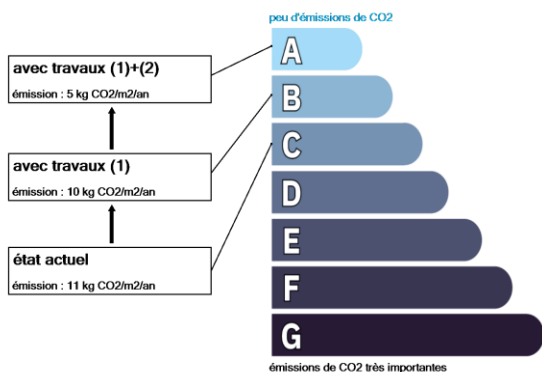 peu d'émissions de CO2
A
avec travaux (1)+(2)
émission : 5 kg CO2/m2/an
B
C
avec travaux (1)
émission : 10 kg CO2/m2/an
D
E
état actuel
émission : 11 kg CO2/m2/an
F
G
émissions de CO2 très importantes